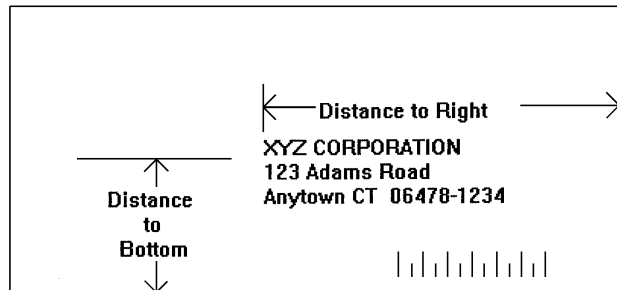 Distance to Right
XYZ CORPORATION
123 Adams Road
Anytown CT  06478-1234
Distance
to
Bottom